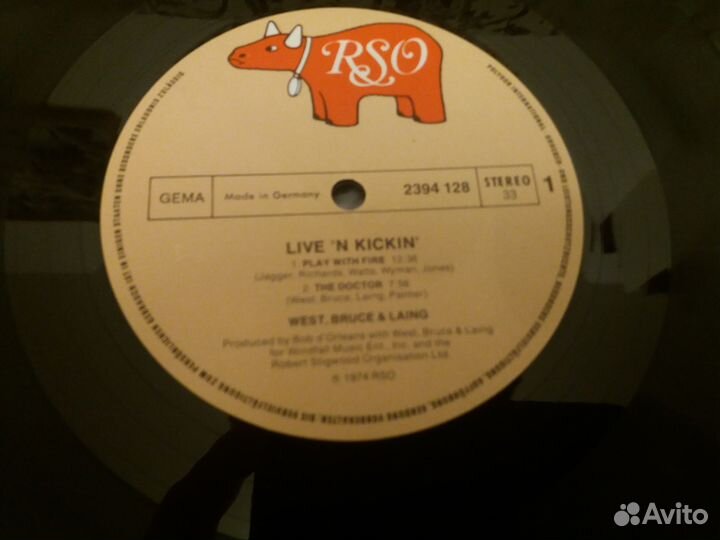 RSO
GEMA
Made in Germany
2394 128
STEREO
33
1
LIVE 'N KICKIN'
1. PLAY WITH FIRE 12:36
(Jagger, Richards, Watts, Wyman, Jones)
2. THE DOCTOR 7:56
(West, Bruce, Laing, Palmer)
WEST, BRUCE & LAING
Produced by Bob d'Orleans with West, Bruce & Laing
for Windfall Music Ent., Inc. and the
Robert Stigwood Organisation Ltd.
℗ 1974 RSO
Avito